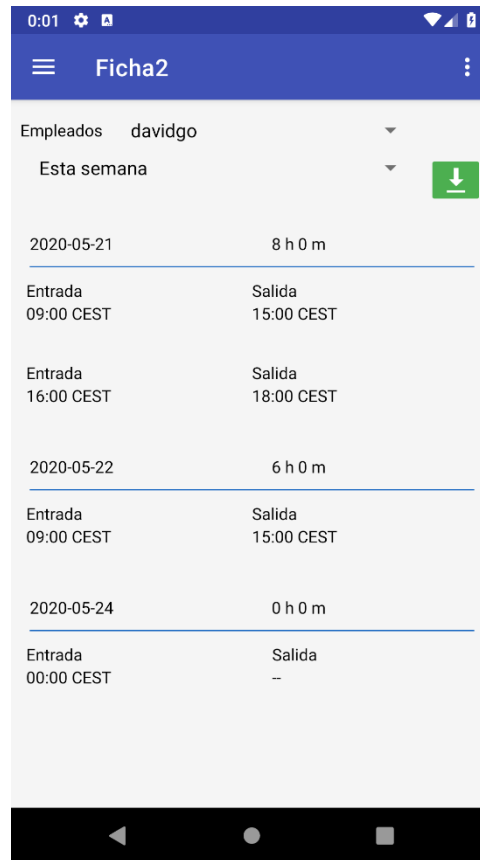 0:01
Ficha2
Empleados davidgo
Esta semana
2020-05-21 8 h 0 m
Entrada Salida
09:00 CEST 15:00 CEST
Entrada Salida
16:00 CEST 18:00 CEST
2020-05-22 6 h 0 m
Entrada Salida
09:00 CEST 15:00 CEST
2020-05-24 0 h 0 m
Entrada Salida
00:00 CEST --